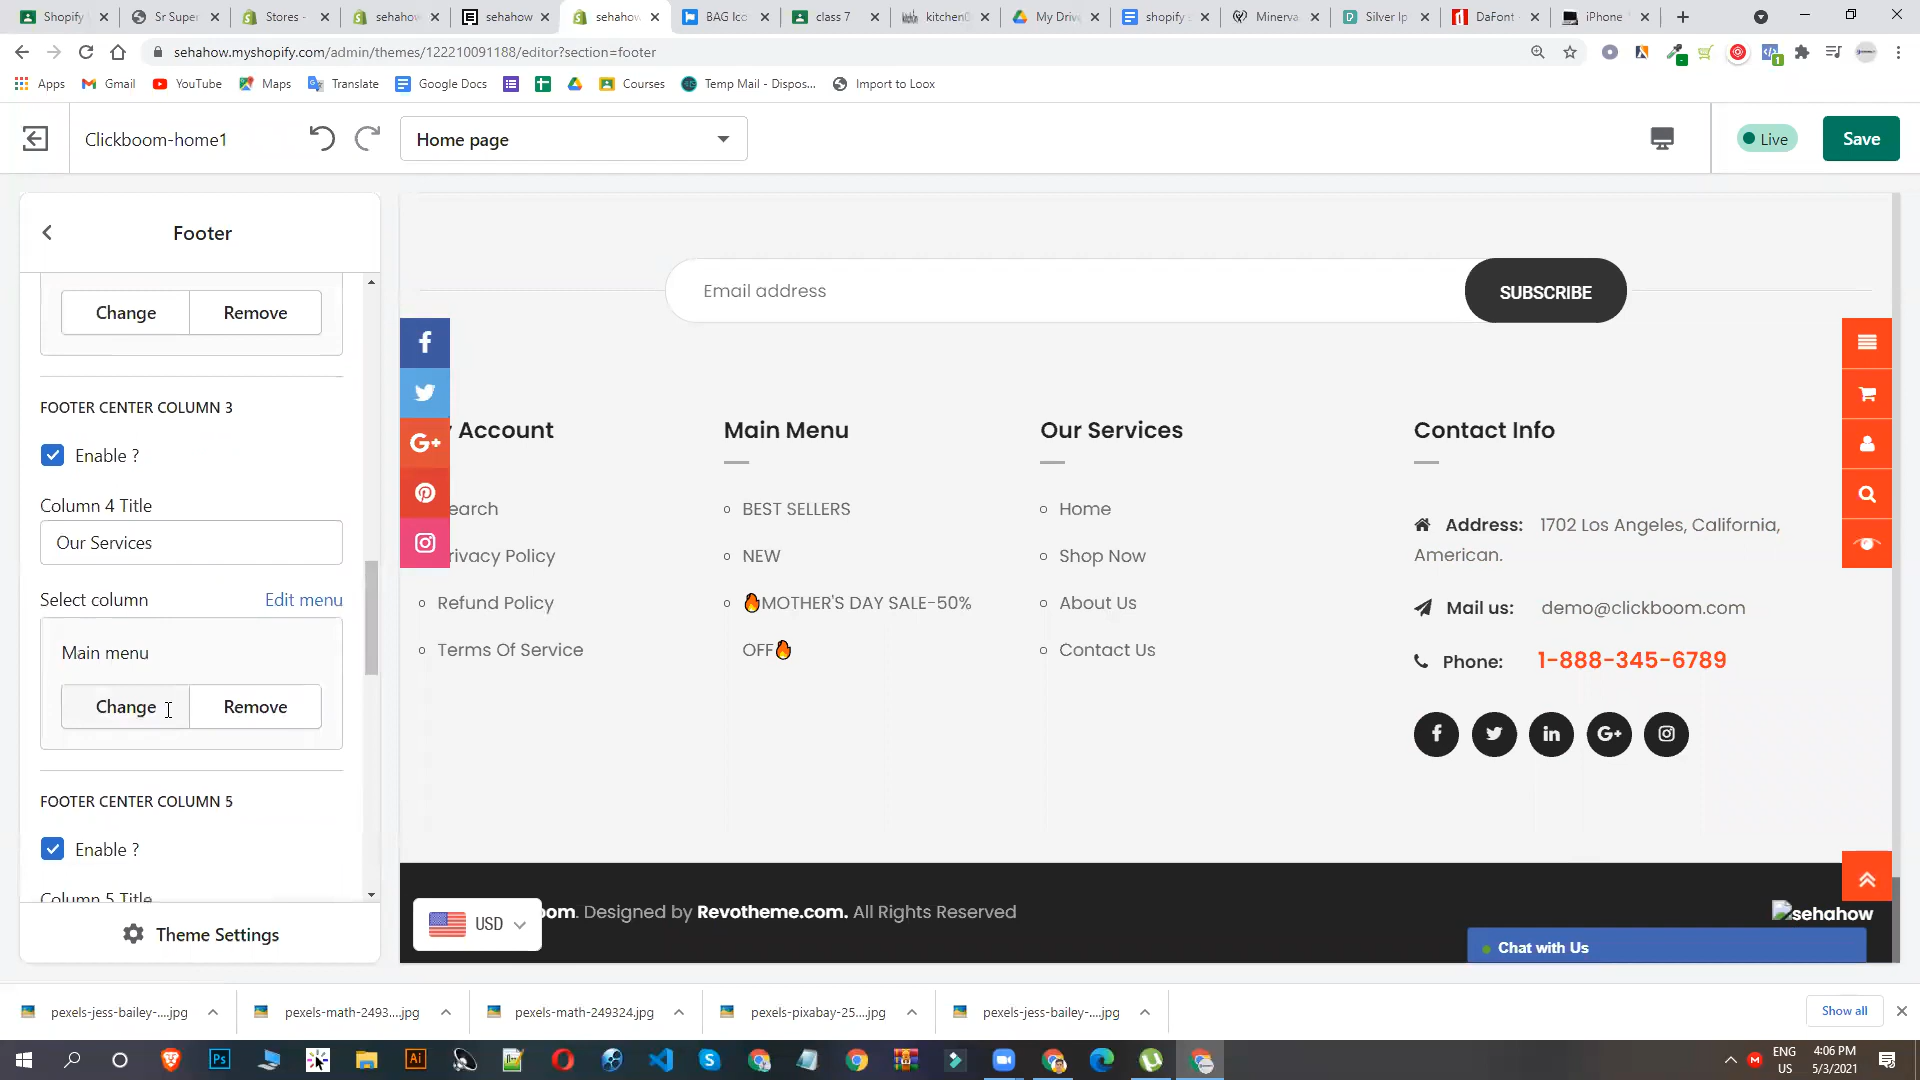 Shopify
Sr Super
Stores -
sehahow
sehahow
sehahow
BAG Ico
class 7
kitchen
My Drive
shopify
Minerva
Silver Ip
DaFont
iPhone
sehahow.myshopify.com/admin/themes/122210091188/editor?section=footer
Apps
Gmail
YouTube
Maps
Translate
Google Docs
Courses
Temp Mail - Dispos...
Import to Loox
Clickboom-home1
Home page
Live
Save
Footer
Change
Remove
FOOTER CENTER COLUMN 3
Enable ?
Column 4 Title
Our Services
Select column
Edit menu
Main menu
Change
Remove
FOOTER CENTER COLUMN 5
Enable ?
Column 5 Title
Theme Settings
Email address
SUBSCRIBE
Account
earch
rivacy Policy
Refund Policy
Terms Of Service
Main Menu
BEST SELLERS
NEW
🔥MOTHER'S DAY SALE-50%
OFF🔥
Our Services
Home
Shop Now
About Us
Contact Us
Contact Info
Address: 1702 Los Angeles, California,
American.
Mail us: demo@clickboom.com
Phone: 1-888-345-6789
USD
oom. Designed by Revotheme.com. All Rights Reserved
sehahow
Chat with Us
pexels-jess-bailey-....jpg
pexels-math-2493....jpg
pexels-math-249324.jpg
pexels-pixabay-25....jpg
pexels-jess-bailey-....jpg
Show all
ENG
US
4:06 PM
5/3/2021